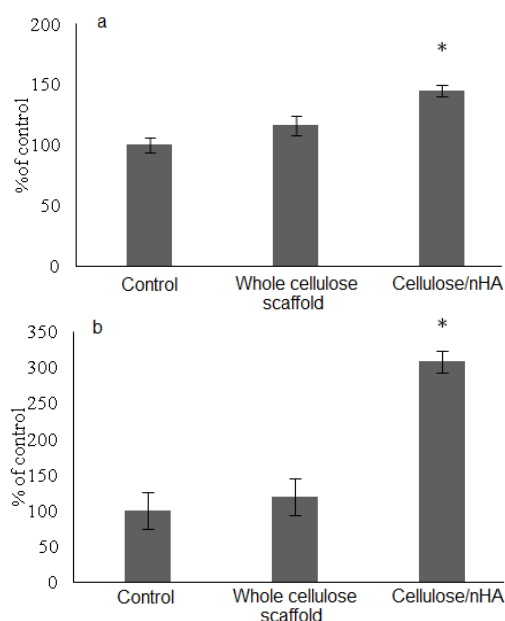 a
*
200
150
100
50
0
% of control
Control
Whole cellulose
scaffold
Cellulose/nHA
b
*
350
300
250
200
150
100
50
0
% of control
Control
Whole cellulose
scaffold
Cellulose/nHA